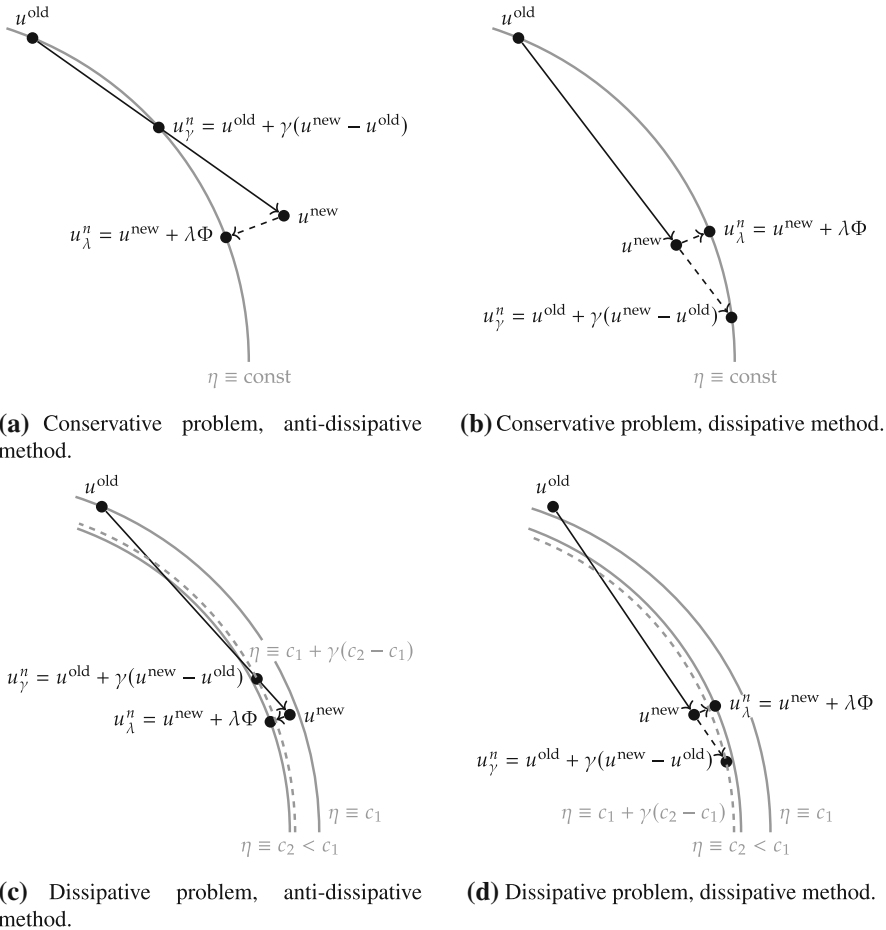 u^old
u^n_γ = u^old + γ(u^new − u^old)
u^new
u^n_λ = u^new + λΦ
η ≡ const
(a) Conservative problem, anti-dissipative
method.
u^old
u^new
u^n_λ = u^new + λΦ
u^n_γ = u^old + γ(u^new − u^old)
η ≡ const
(b) Conservative problem, dissipative method.
u^old
η ≡ c_1 + γ(c_2 − c_1)
u^n_γ = u^old + γ(u^new − u^old)
u^n_λ = u^new + λΦ
u^new
η ≡ c_1
η ≡ c_2 < c_1
(c) Dissipative problem, anti-dissipative
method.
u^old
u^n_λ = u^new + λΦ
u^new
u^n_γ = u^old + γ(u^new − u^old)
η ≡ c_1 + γ(c_2 − c_1)
η ≡ c_1
η ≡ c_2 < c_1
(d) Dissipative problem, dissipative method.